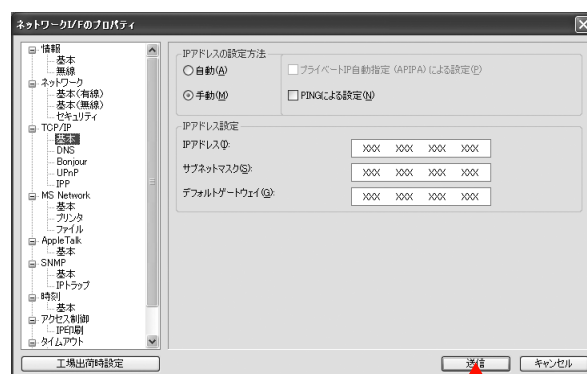 ネットワークI/Fのプロパティ
情報
基本
無線
ネットワーク
基本(有線)
基本(無線)
セキュリティ
TCP/IP
基本
DNS
Bonjour
UPnP
IPP
MS Network
基本
プリンタ
ファイル
AppleTalk
基本
SNMP
基本
IPトラップ
時刻
基本
アクセス制御
IPE印刷
タイムアウト
工場出荷時設定
IPアドレスの設定方法
自動(A)
プライベートIP自動指定 (APIPA) による設定(P)
手動(M)
PINGによる設定(N)
IPアドレス設定
IPアドレス(I):
XXX XXX XXX XXX
サブネットマスク(S):
XXX XXX XXX XXX
デフォルトゲートウェイ(G):
XXX XXX XXX XXX
送信
キャンセル